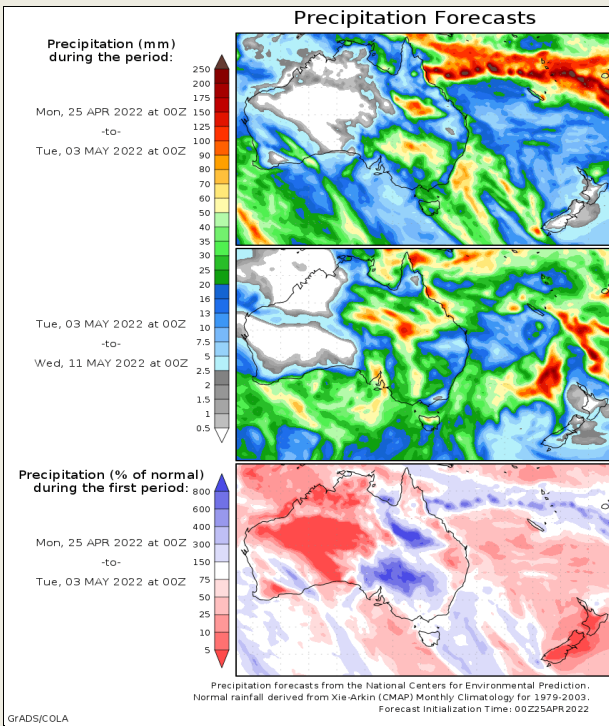 Precipitation Forecasts
Precipitation (mm)
during the period:
Mon, 25 APR 2022 at 00Z
-to-
Tue, 03 MAY 2022 at 00Z
250
200
175
150
125
100
90
80
70
60
50
40
35
30
25
20
16
13
10
7.5
5
2.5
2
1.5
1
0.5
Tue, 03 MAY 2022 at 00Z
-to-
Wed, 11 MAY 2022 at 00Z
Precipitation (% of normal)
during the first period:
Mon, 25 APR 2022 at 00Z
-to-
Tue, 03 MAY 2022 at 00Z
800
600
400
300
150
75
50
25
10
5
Precipitation forecasts from the National Centers for Environmental Prediction.
Normal rainfall derived from Xie-Arkin (CMAP) Monthly Climatology for 1979-2003.
Forecast Initialization Time: 00Z25APR2022
GrADS/COLA